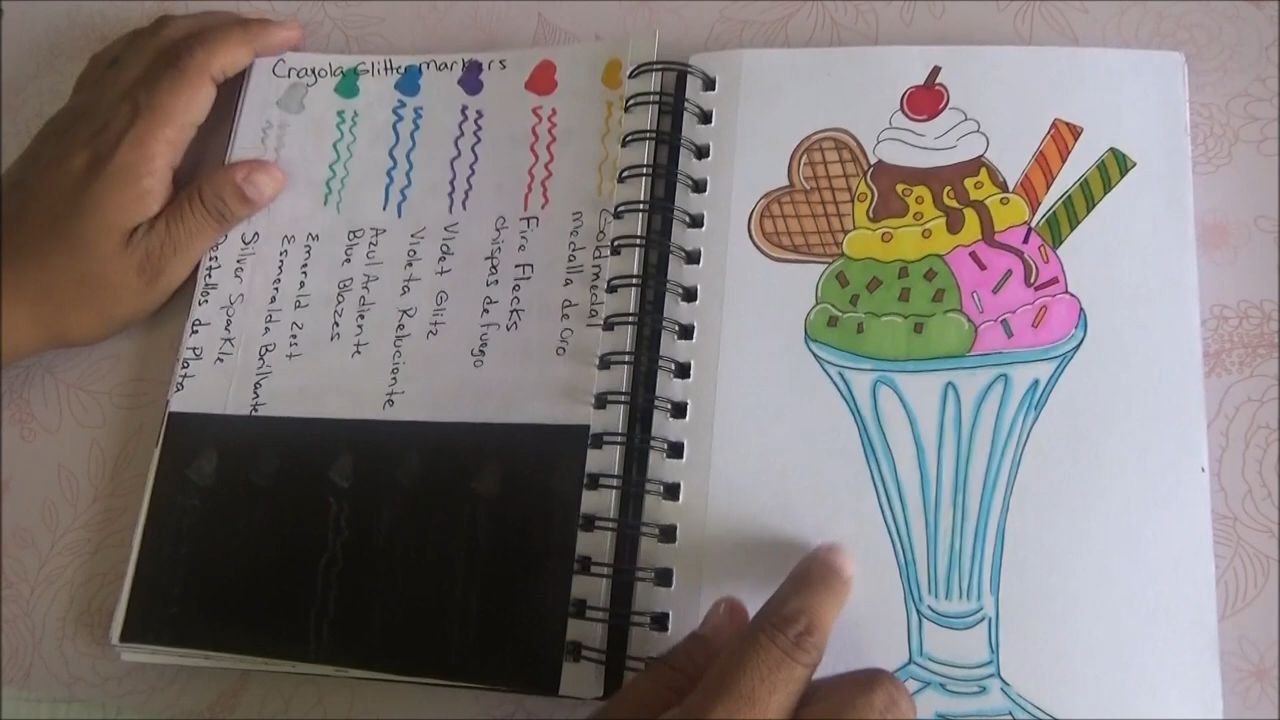 Crayola Glitter Markers
Gold medal
medalla de oro
Fire Flecks
chispas de fuego
Violet Glitz
Violeta Reluciente
Azul Ardiente
Blue Blazes
Emerald Zest
Esmeralda Brillante
Silver Sparkle
Destellos de Plata